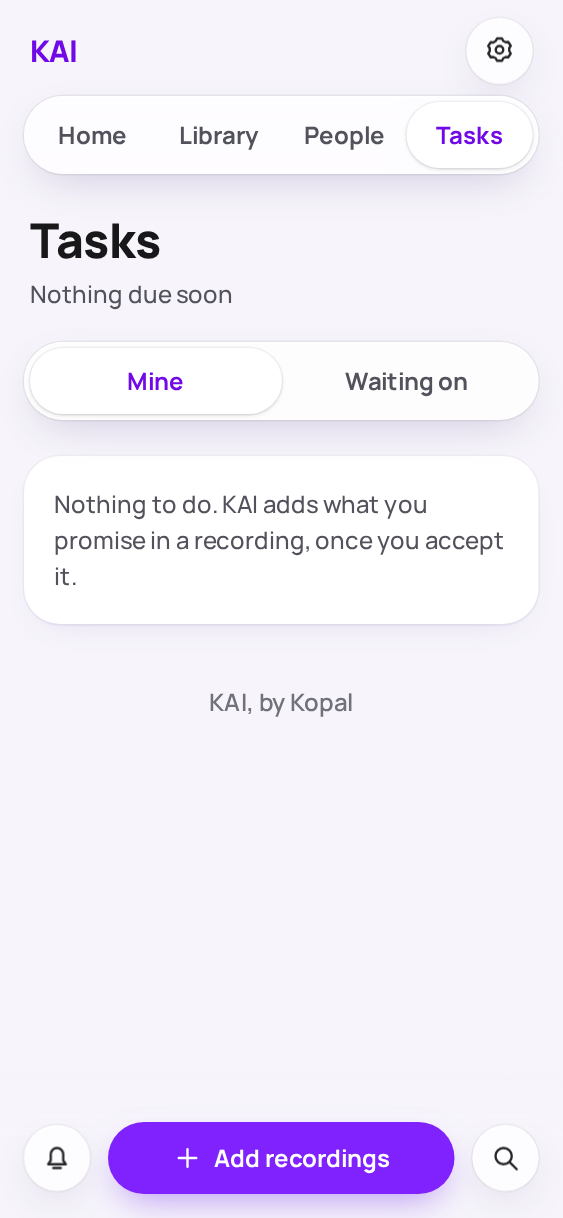 KAI
Home Library People Tasks
Tasks
Nothing due soon
Mine Waiting on
Nothing to do. KAI adds what you
promise in a recording, once you accept
it.
KAI, by Kopal
Add recordings